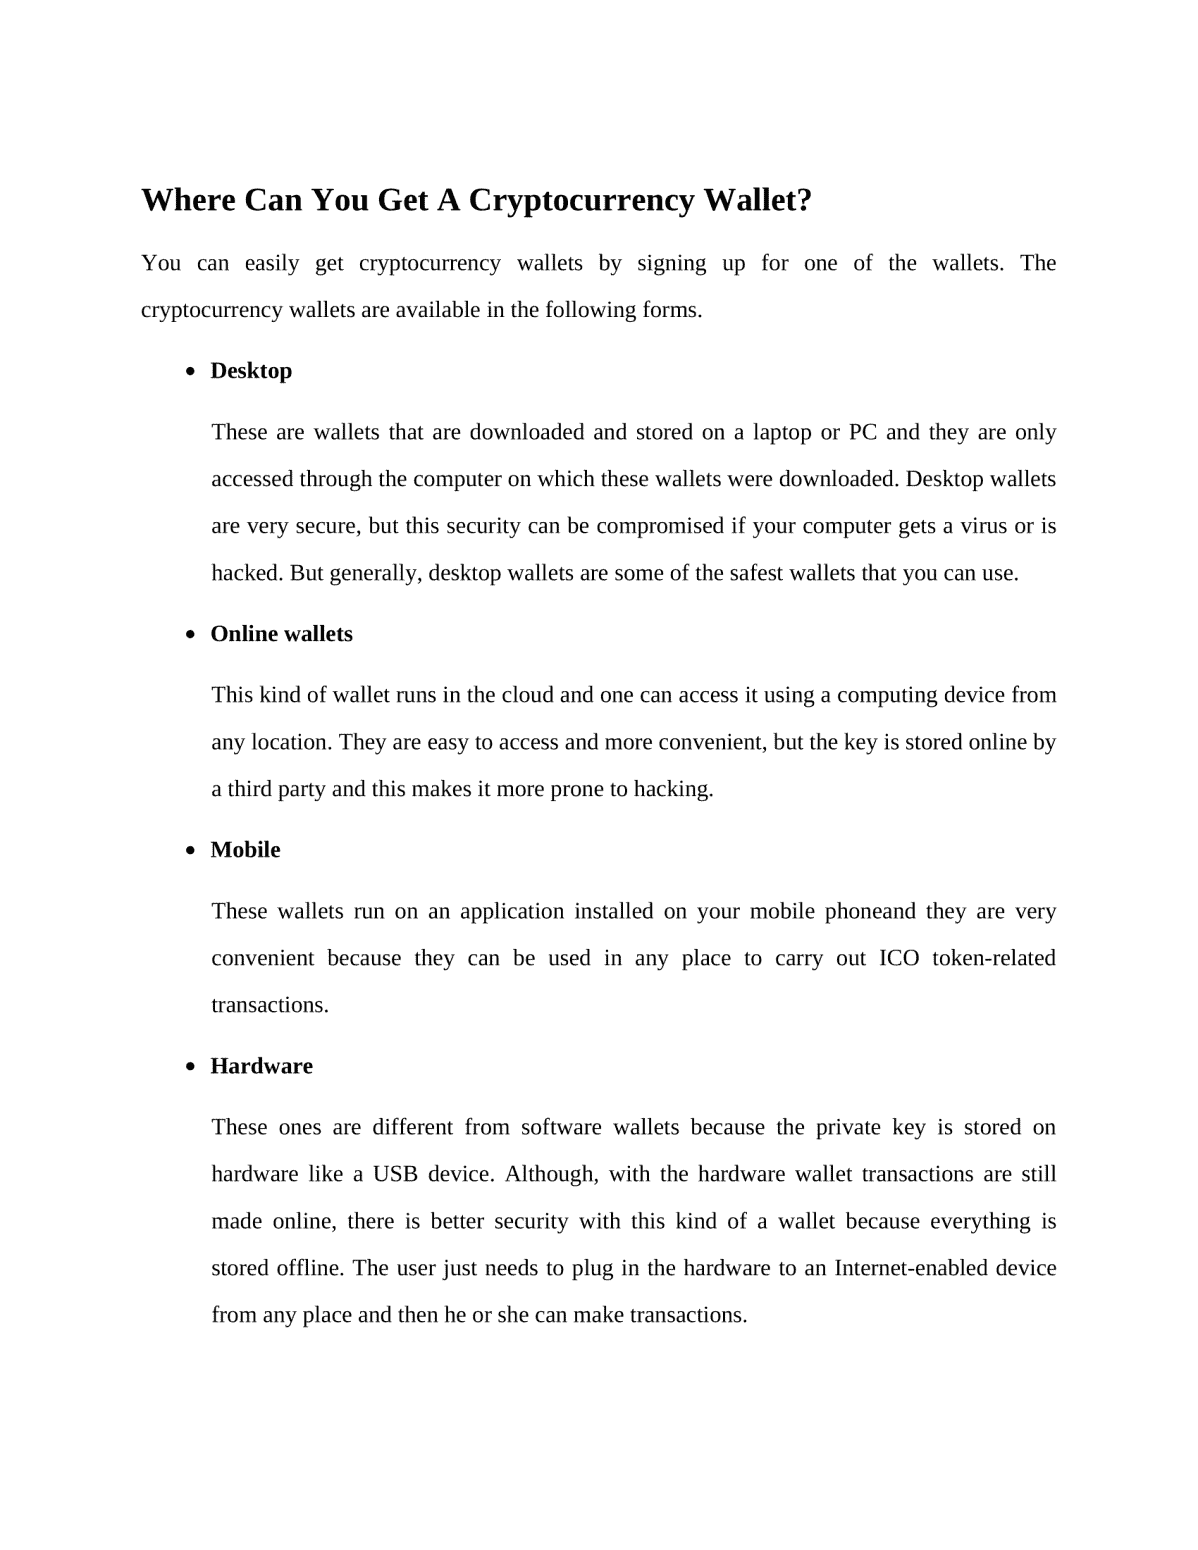 Where Can You Get A Cryptocurrency Wallet?
You can easily get cryptocurrency wallets by signing up for one of the wallets. The
cryptocurrency wallets are available in the following forms.
• Desktop
These are wallets that are downloaded and stored on a laptop or PC and they are only
accessed through the computer on which these wallets were downloaded. Desktop wallets
are very secure, but this security can be compromised if your computer gets a virus or is
hacked. But generally, desktop wallets are some of the safest wallets that you can use.
• Online wallets
This kind of wallet runs in the cloud and one can access it using a computing device from
any location. They are easy to access and more convenient, but the key is stored online by
a third party and this makes it more prone to hacking.
• Mobile
These wallets run on an application installed on your mobile phoneand they are very
convenient because they can be used in any place to carry out ICO token-related
transactions.
• Hardware
These ones are different from software wallets because the private key is stored on
hardware like a USB device. Although, with the hardware wallet transactions are still
made online, there is better security with this kind of a wallet because everything is
stored offline. The user just needs to plug in the hardware to an Internet-enabled device
from any place and then he or she can make transactions.